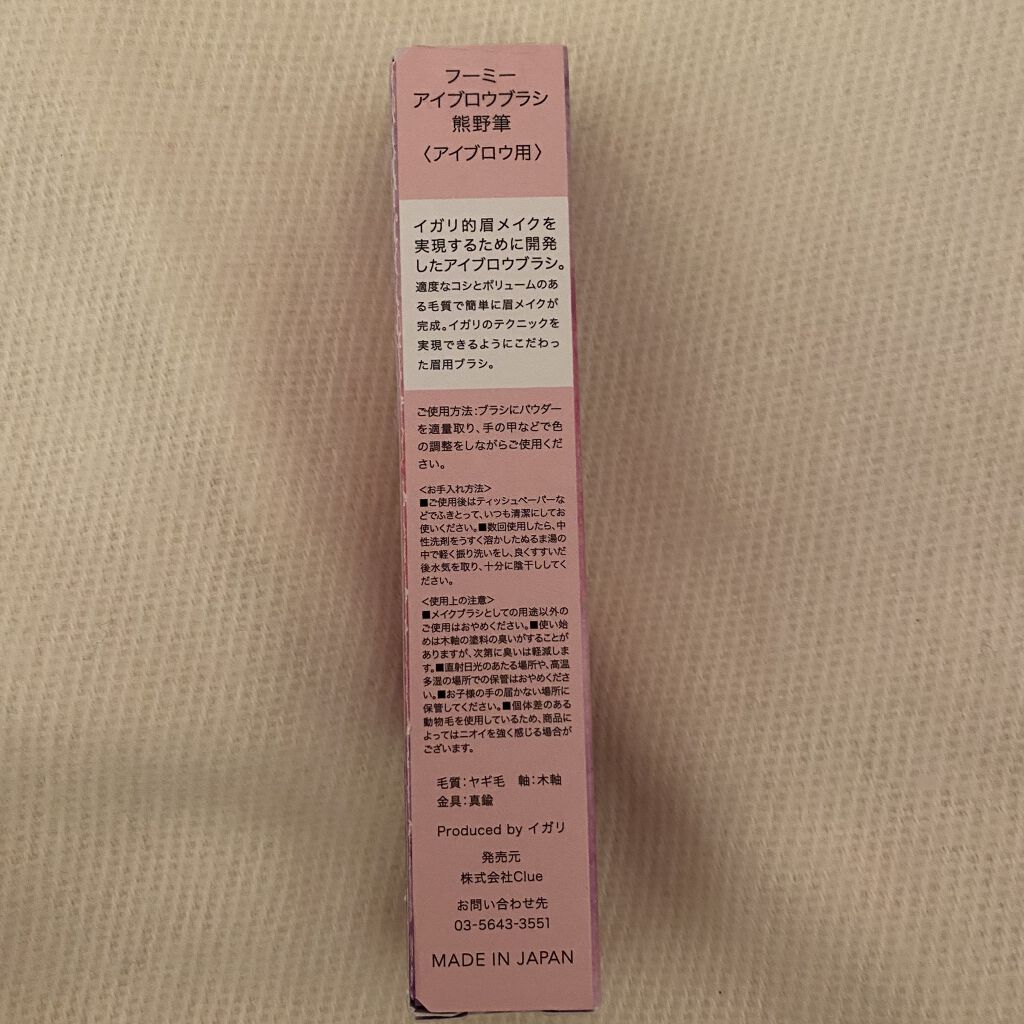 フーミー
アイブロウブラシ
熊野筆
〈アイブロウ用〉
イガリ的眉メイクを
実現するために開発
したアイブロウブラシ。
適度なコシとボリュームのあ
る毛質で簡単に眉メイクが
完成。イガリのテクニックを
実現できるようにこだわっ
た眉用ブラシ。
ご使用方法:ブラシにパウダー
を適量取り、手の甲などで色
の調整をしながらご使用くだ
さい。
＜お手入れ方法＞
■ご使用後はティッシュペーパーな
どでふきとって、いつも清潔にしてお
使いください。■数回使用したら、中
性洗剤をうすく溶かしたぬるま湯の
中で軽く振り洗いをし、良くすすいだ
後水気を取り、十分に陰干ししてく
ださい。
＜使用上の注意＞
■メイクブラシとしての用途以外の
ご使用はおやめください。■使い始
めは木軸の塗料の臭いがすることが
ありますが、次第に臭いは軽減しま
す。■直射日光のあたる場所や、高温
多湿の場所での保管はおやめくださ
い。■お子様の手の届かない場所に
保管してください。■個体差のある
動物毛を使用しているため、商品に
よってはニオイを強く感じる場合が
ございます。
毛質:ヤギ毛　軸:木軸
金具:真鍮
Produced by イガリ
発売元
株式会社Clue
お問い合わせ先
03-5643-3551
MADE IN JAPAN